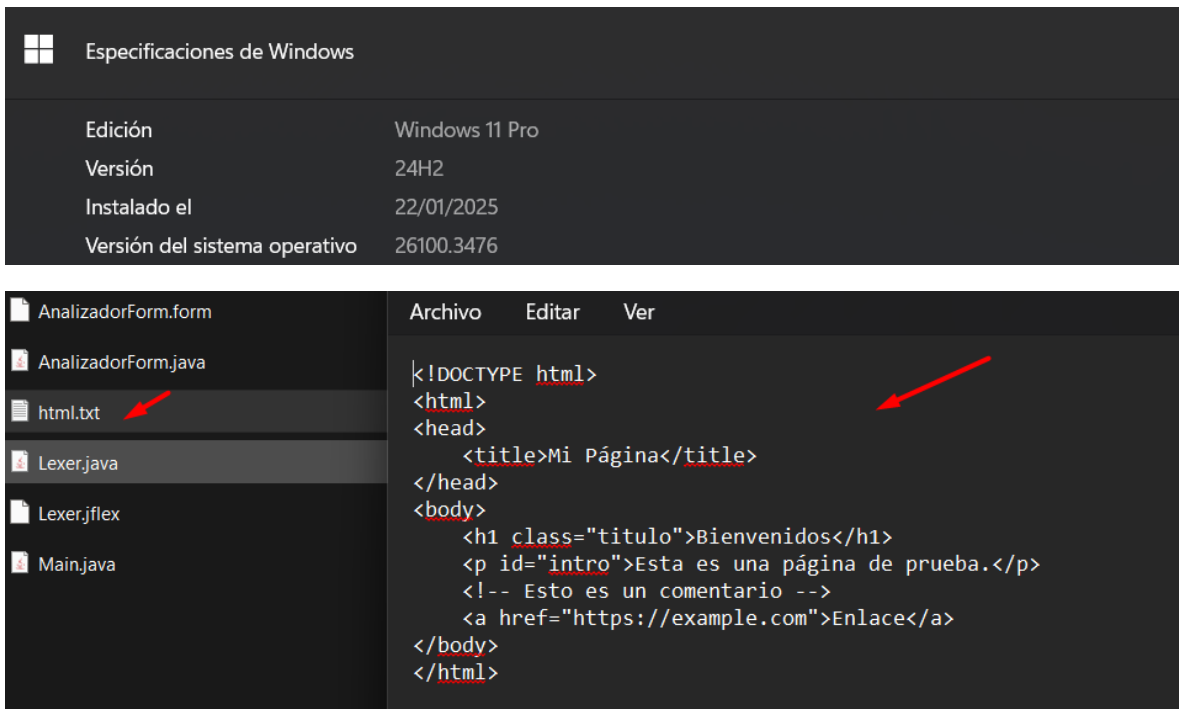 Especificaciones de Windows
Edición Windows 11 Pro
Versión 24H2
Instalado el 22/01/2025
Versión del sistema operativo 26100.3476
AnalizadorForm.form
AnalizadorForm.java
html.txt
Lexer.java
Lexer.jflex
Main.java
Archivo Editar Ver
<!DOCTYPE html>
<html>
<head>
    <title>Mi Página</title>
</head>
<body>
    <h1 class="titulo">Bienvenidos</h1>
    <p id="intro">Esta es una página de prueba.</p>
    <!-- Esto es un comentario -->
    <a href="https://example.com">Enlace</a>
</body>
</html>